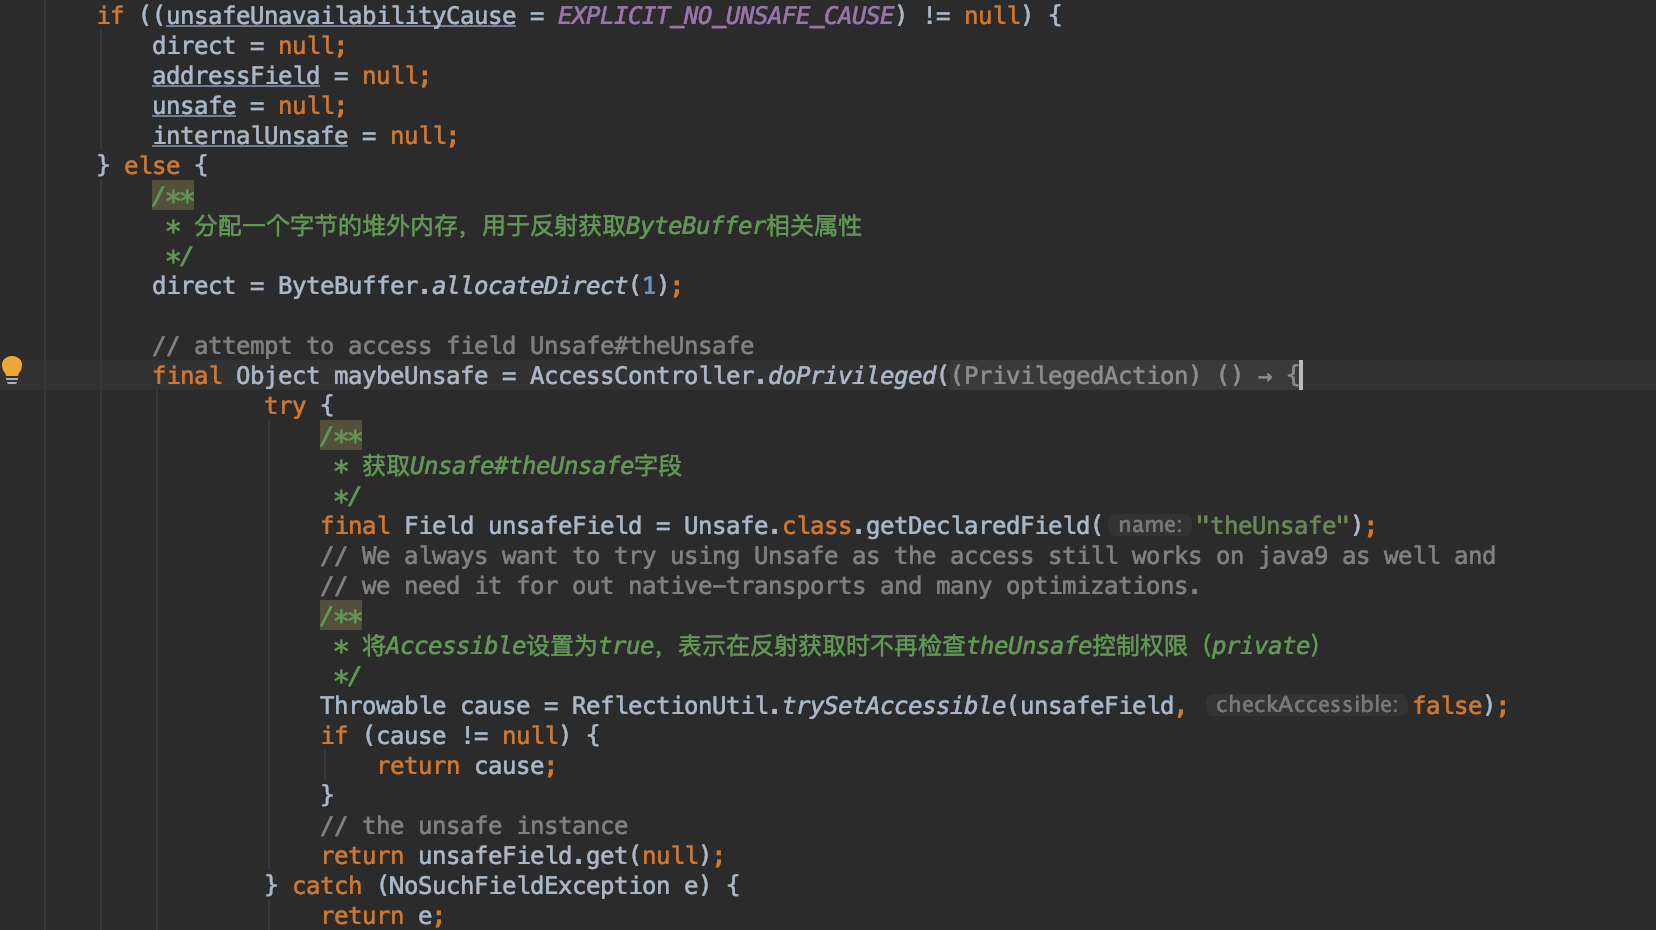 if ((unsafeUnavailabilityCause = EXPLICIT_NO_UNSAFE_CAUSE) != null) {
direct = null;
addressField = null;
unsafe = null;
internalUnsafe = null;
} else {
/**
* 分配一个字节的堆外内存，用于反射获取ByteBuffer相关属性
*/
direct = ByteBuffer.allocateDirect(1);
// attempt to access field Unsafe#theUnsafe
final Object maybeUnsafe = AccessController.doPrivileged((PrivilegedAction) () → {
try {
/**
* 获取Unsafe#theUnsafe字段
*/
final Field unsafeField = Unsafe.class.getDeclaredField( name: "theUnsafe");
// We always want to try using Unsafe as the access still works on java9 as well and
// we need it for out native-transports and many optimizations.
/**
* 将Accessible设置为true，表示在反射获取时不再检查theUnsafe控制权限（private）
*/
Throwable cause = ReflectionUtil.trySetAccessible(unsafeField, checkAccessible: false);
if (cause != null) {
return cause;
}
// the unsafe instance
return unsafeField.get(null);
} catch (NoSuchFieldException e) {
return e;